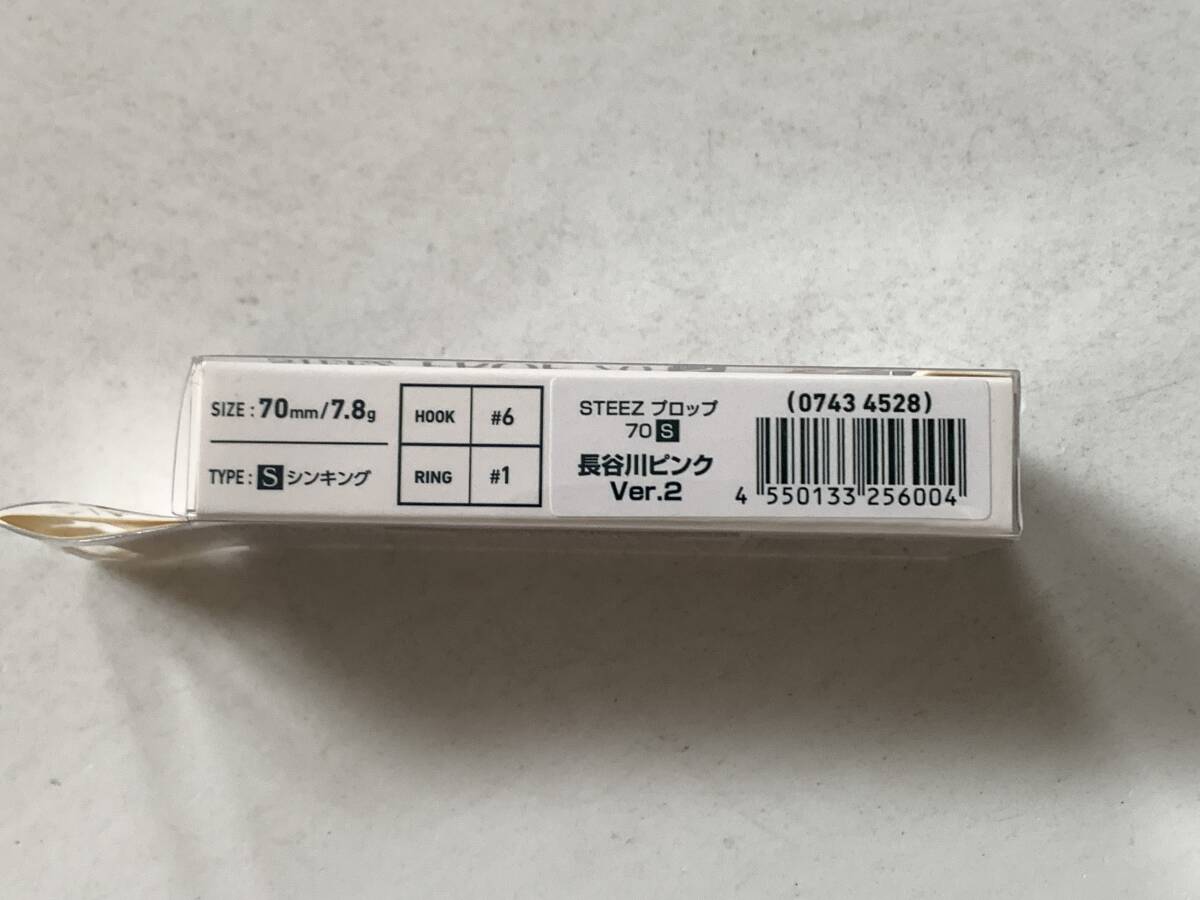 SIZE : 70mm/7.8g
TYPE : S シンキング
HOOK #6
RING #1
STEEZ プロップ
70 S
長谷川ピンク
Ver.2
(0743 4528)
4 550133 256004